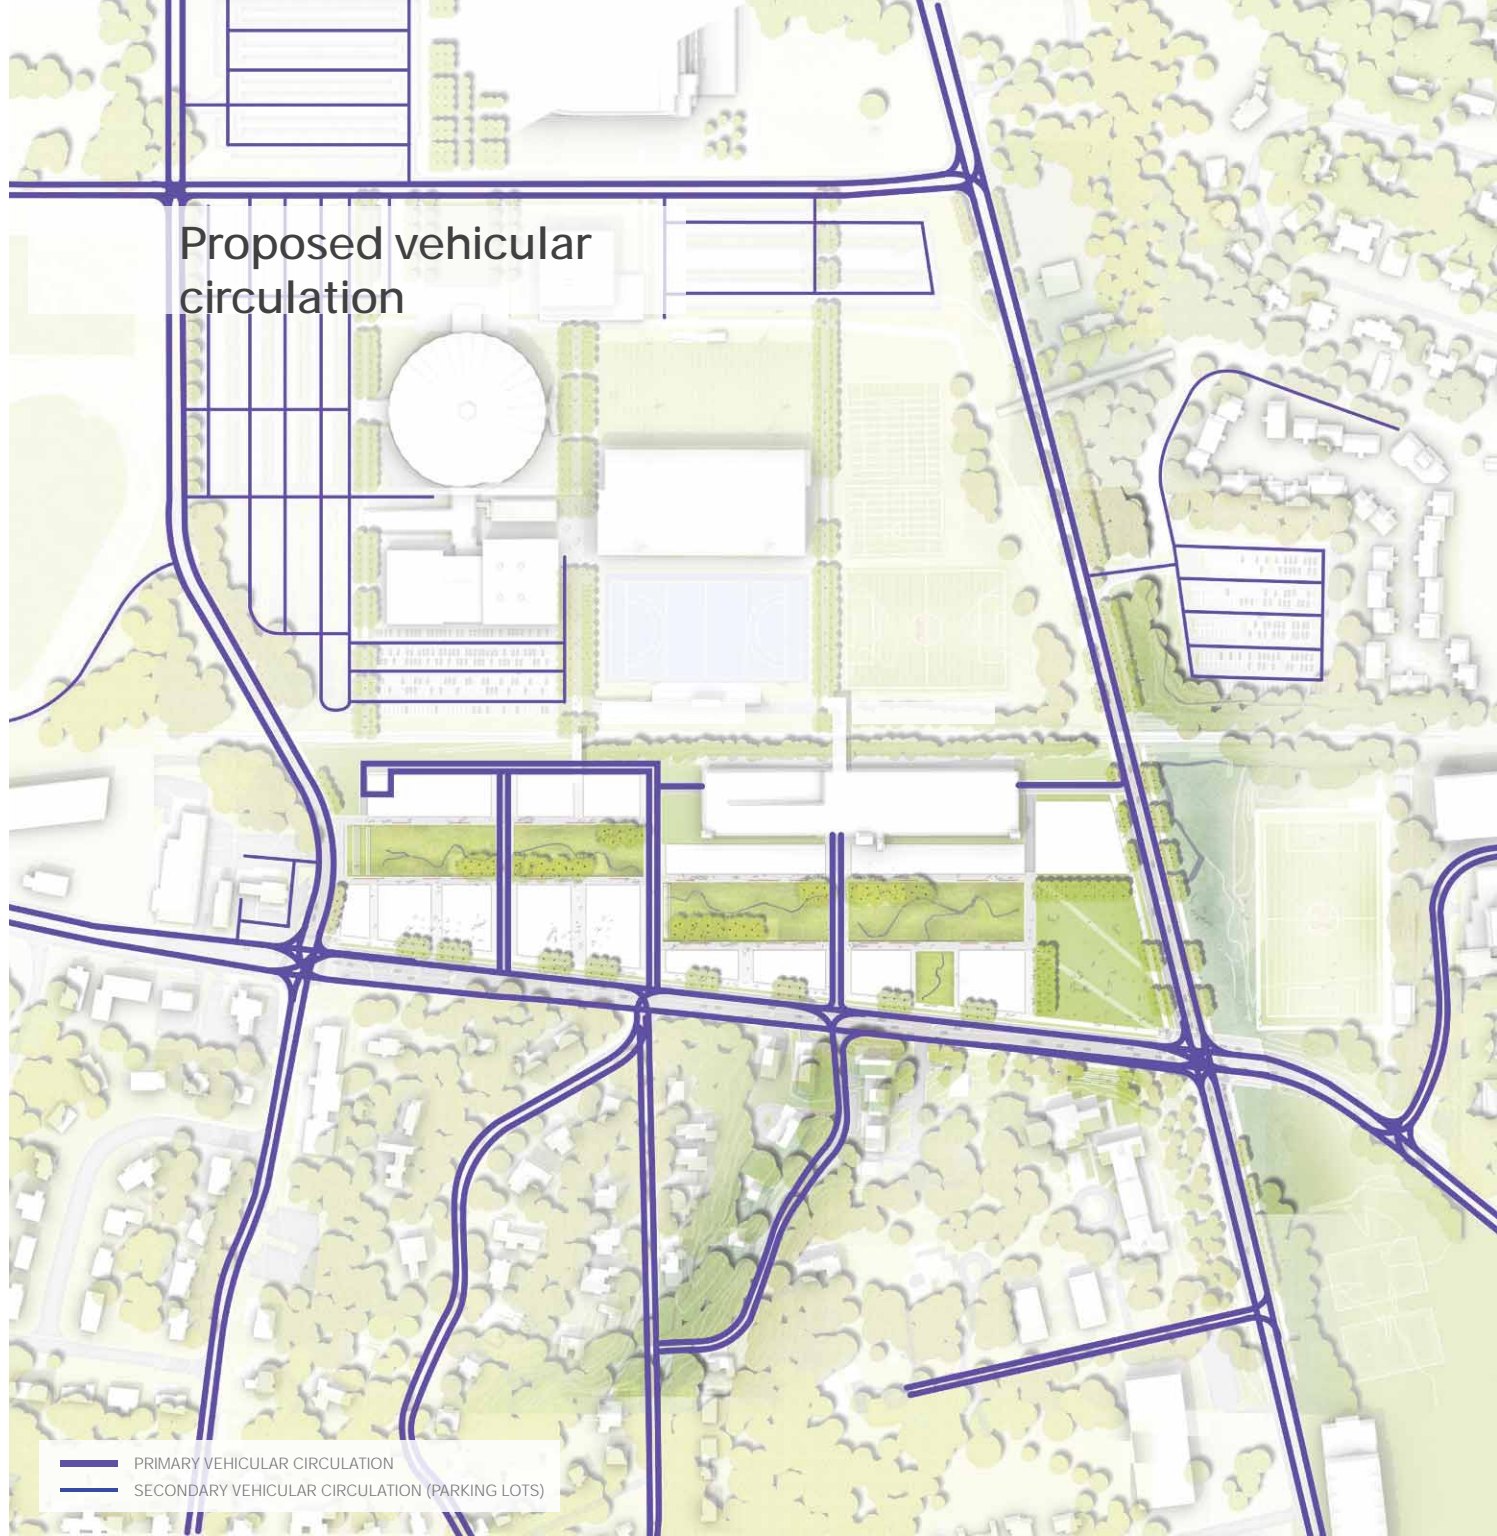 Proposed vehicular
circulation
PRIMARY VEHICULAR CIRCULATION
SECONDARY VEHICULAR CIRCULATION (PARKING LOTS)